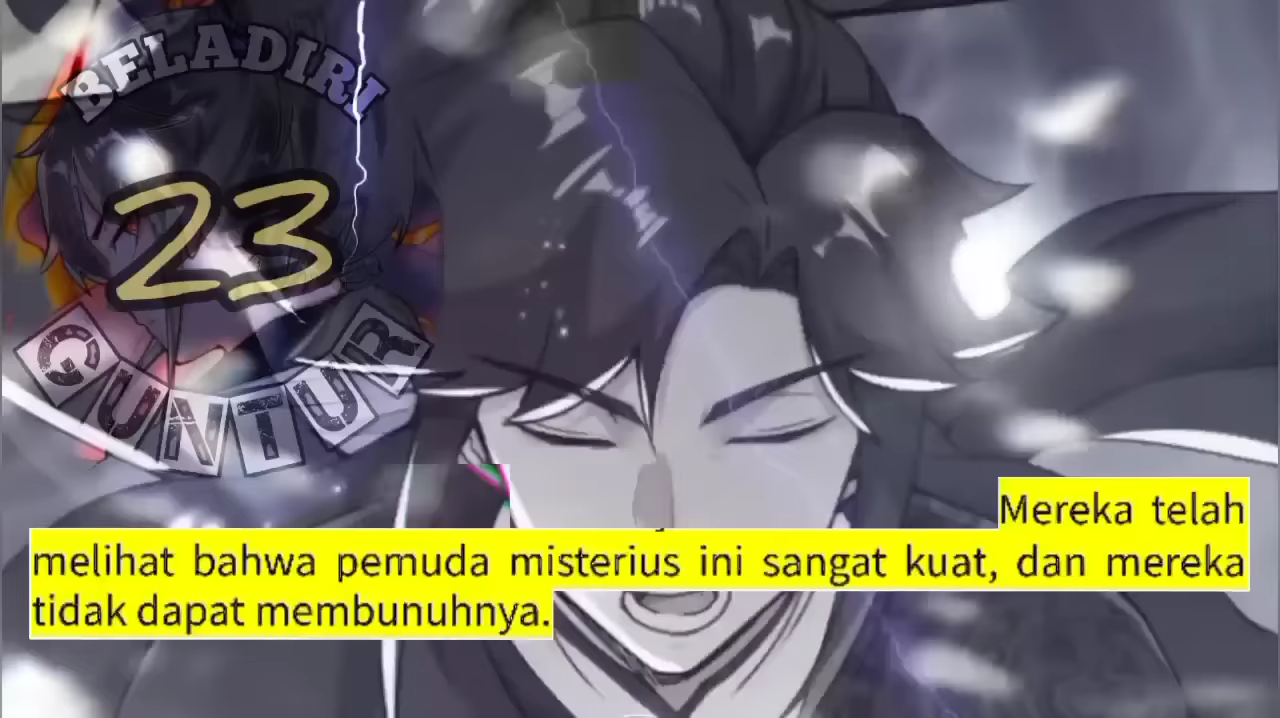 BELADIRI
23
GUNTUR
Mereka telah
melihat bahwa pemuda misterius ini sangat kuat, dan mereka
tidak dapat membunuhnya.